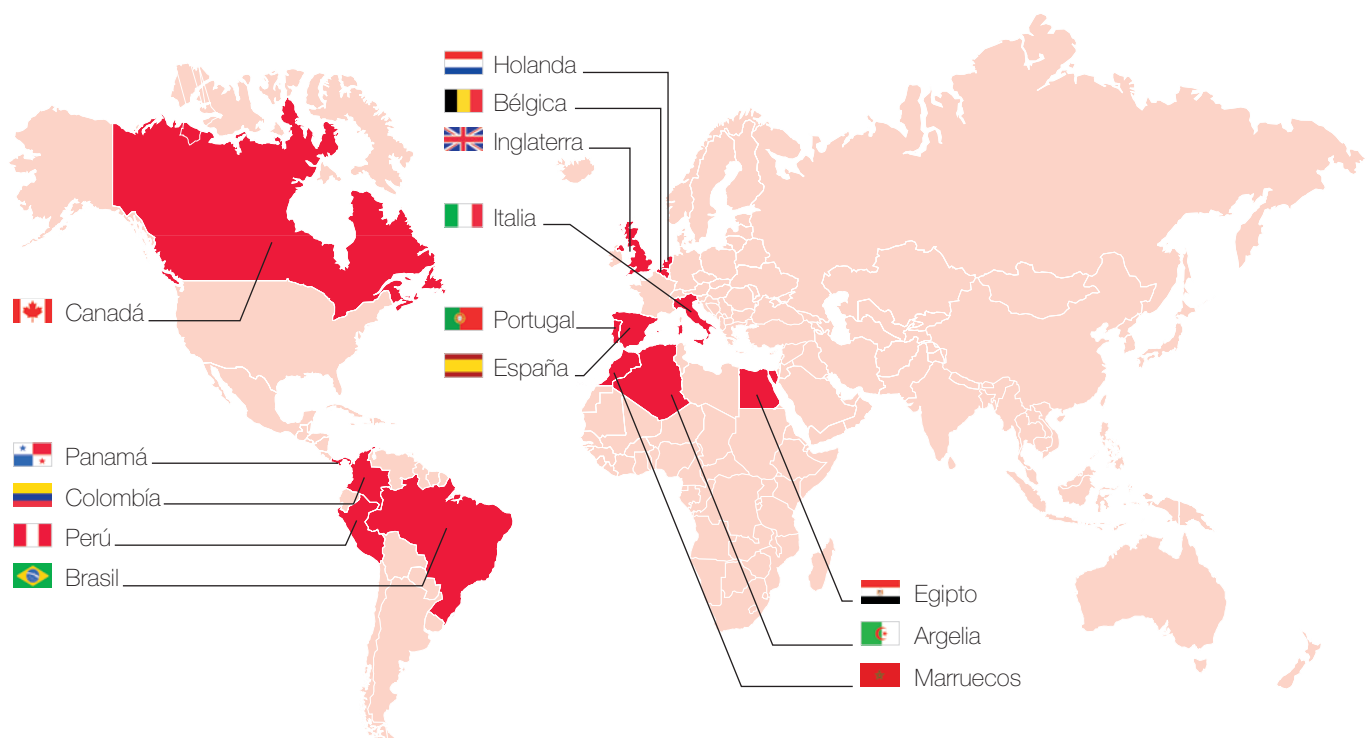 Holanda
Bélgica
Inglaterra
Italia
Canadá
Portugal
España
Panamá
Colombía
Perú
Brasil
Egipto
Argelia
Marruecos